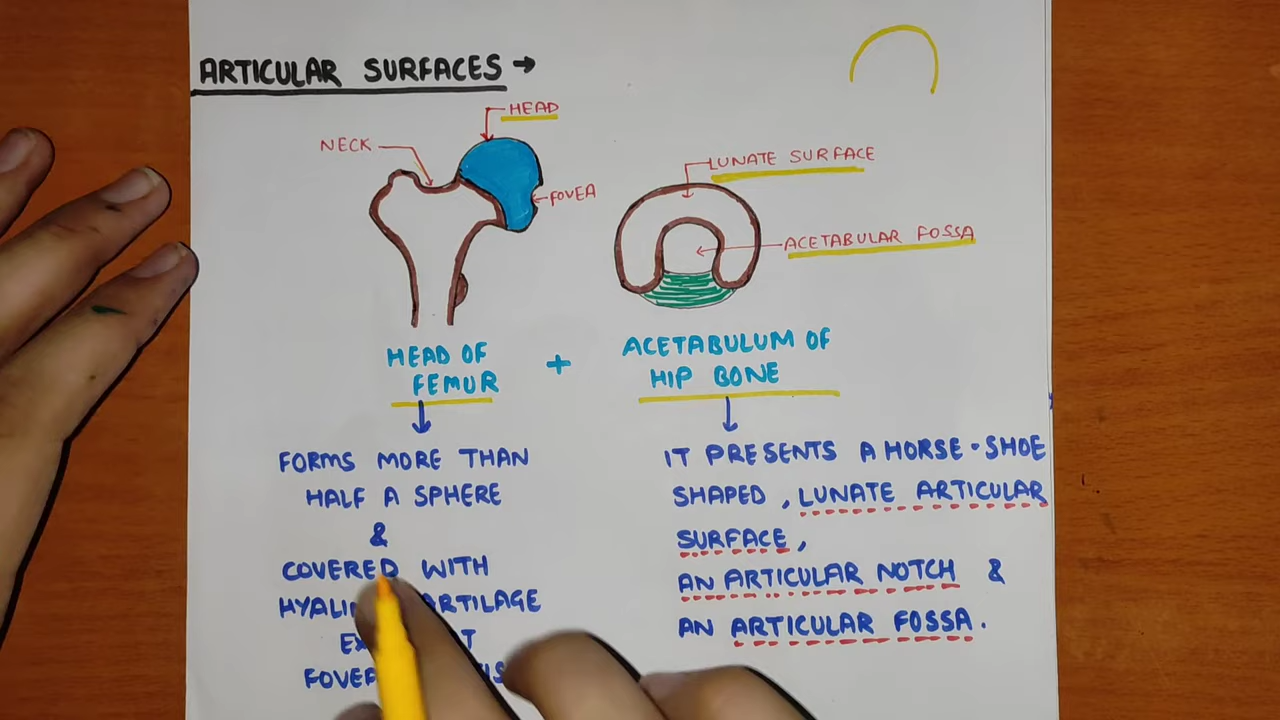 ARTICULAR SURFACES →
HEAD
NECK
FOVEA
LUNATE SURFACE
ACETABULAR FOSSA
HEAD OF
FEMUR
+
ACETABULUM OF
HIP BONE
FORMS MORE THAN
HALF A SPHERE
&
COVERED WITH
IT PRESENTS A HORSE-SHOE
SHAPED, LUNATE ARTICULAR
SURFACE,
AN ARTICULAR NOTCH &
AN ARTICULAR FOSSA.